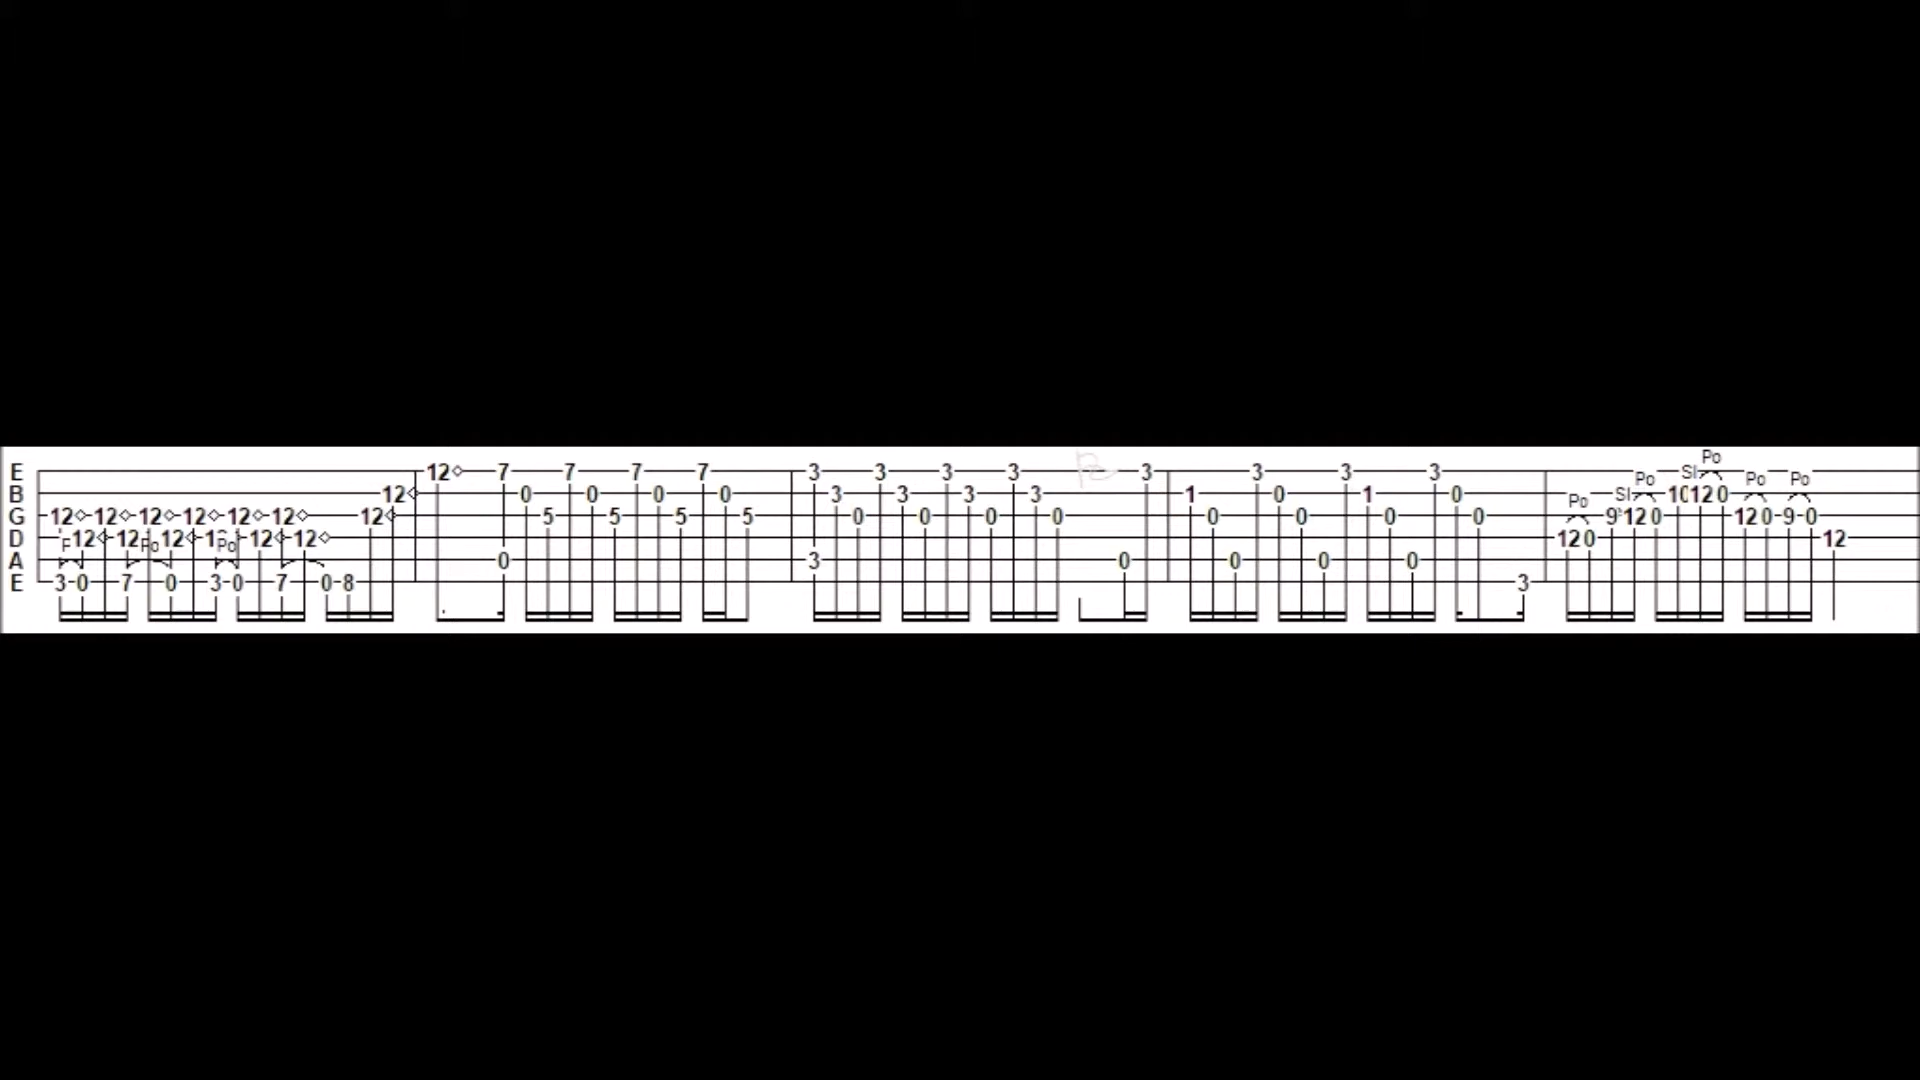 Po
E 12 7 7 7 7 3 3 3 3 3 3 3 3 Sl Po Po Po
B 12 0 0 0 0 3 3 3 3 1 0 1 0 Po Sl 10 12 0
G 12 12 12 12 12 12 12 5 5 5 5 0 0 0 0 0 0 0 0 9 12 0 12 0 9 0
D 12 12 12 12 12 12 0 12
Po Po
A 0 3 0 0 0 0
E 3 0 7 0 3 0 7 0 8 3